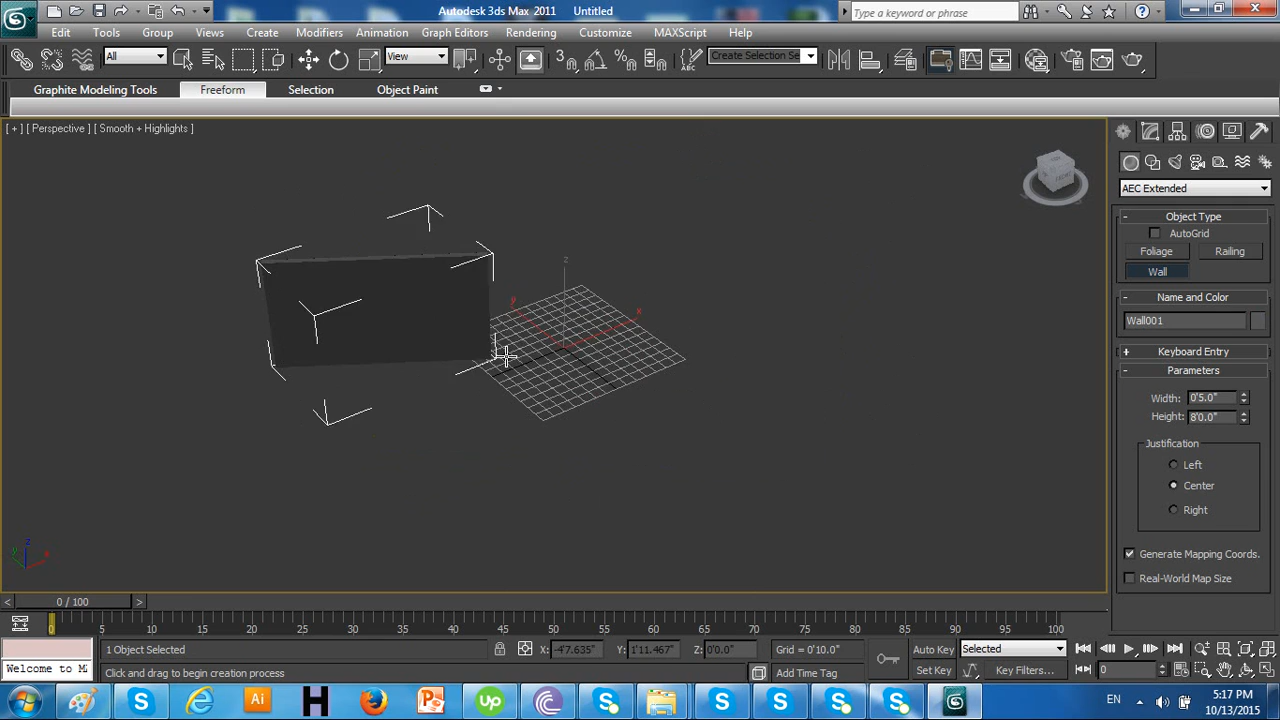 Autodesk 3ds Max 2011 Untitled
Type a keyword or phrase
Edit Tools Group Views Create Modifiers Animation Graph Editors Rendering Customize MAXScript Help
All View Create Selection Se
Graphite Modeling Tools Freeform Selection Object Paint
[ + ] [ Perspective ] [ Smooth + Highlights ]
AEC Extended
Object Type
AutoGrid
Foliage Railing
Wall
Name and Color
Wall001
Keyboard Entry
Parameters
Width: 0'5.0"
Height: 8'0.0"
Justification
Left
Center
Right
Generate Mapping Coords.
Real-World Map Size
z
y
x
z
x
0 / 100
0 5 10 15 20 25 30 35 40 45 50 55 60 65 70 75 80 85 90 95 100
1 Object Selected X: -4'7.635" Y: 1'11.467" Z: 0'0.0" Grid = 0'10.0" Auto Key Selected
Welcome to M Click and drag to begin creation process Add Time Tag Set Key Key Filters... 0
EN
5:17 PM
10/13/2015